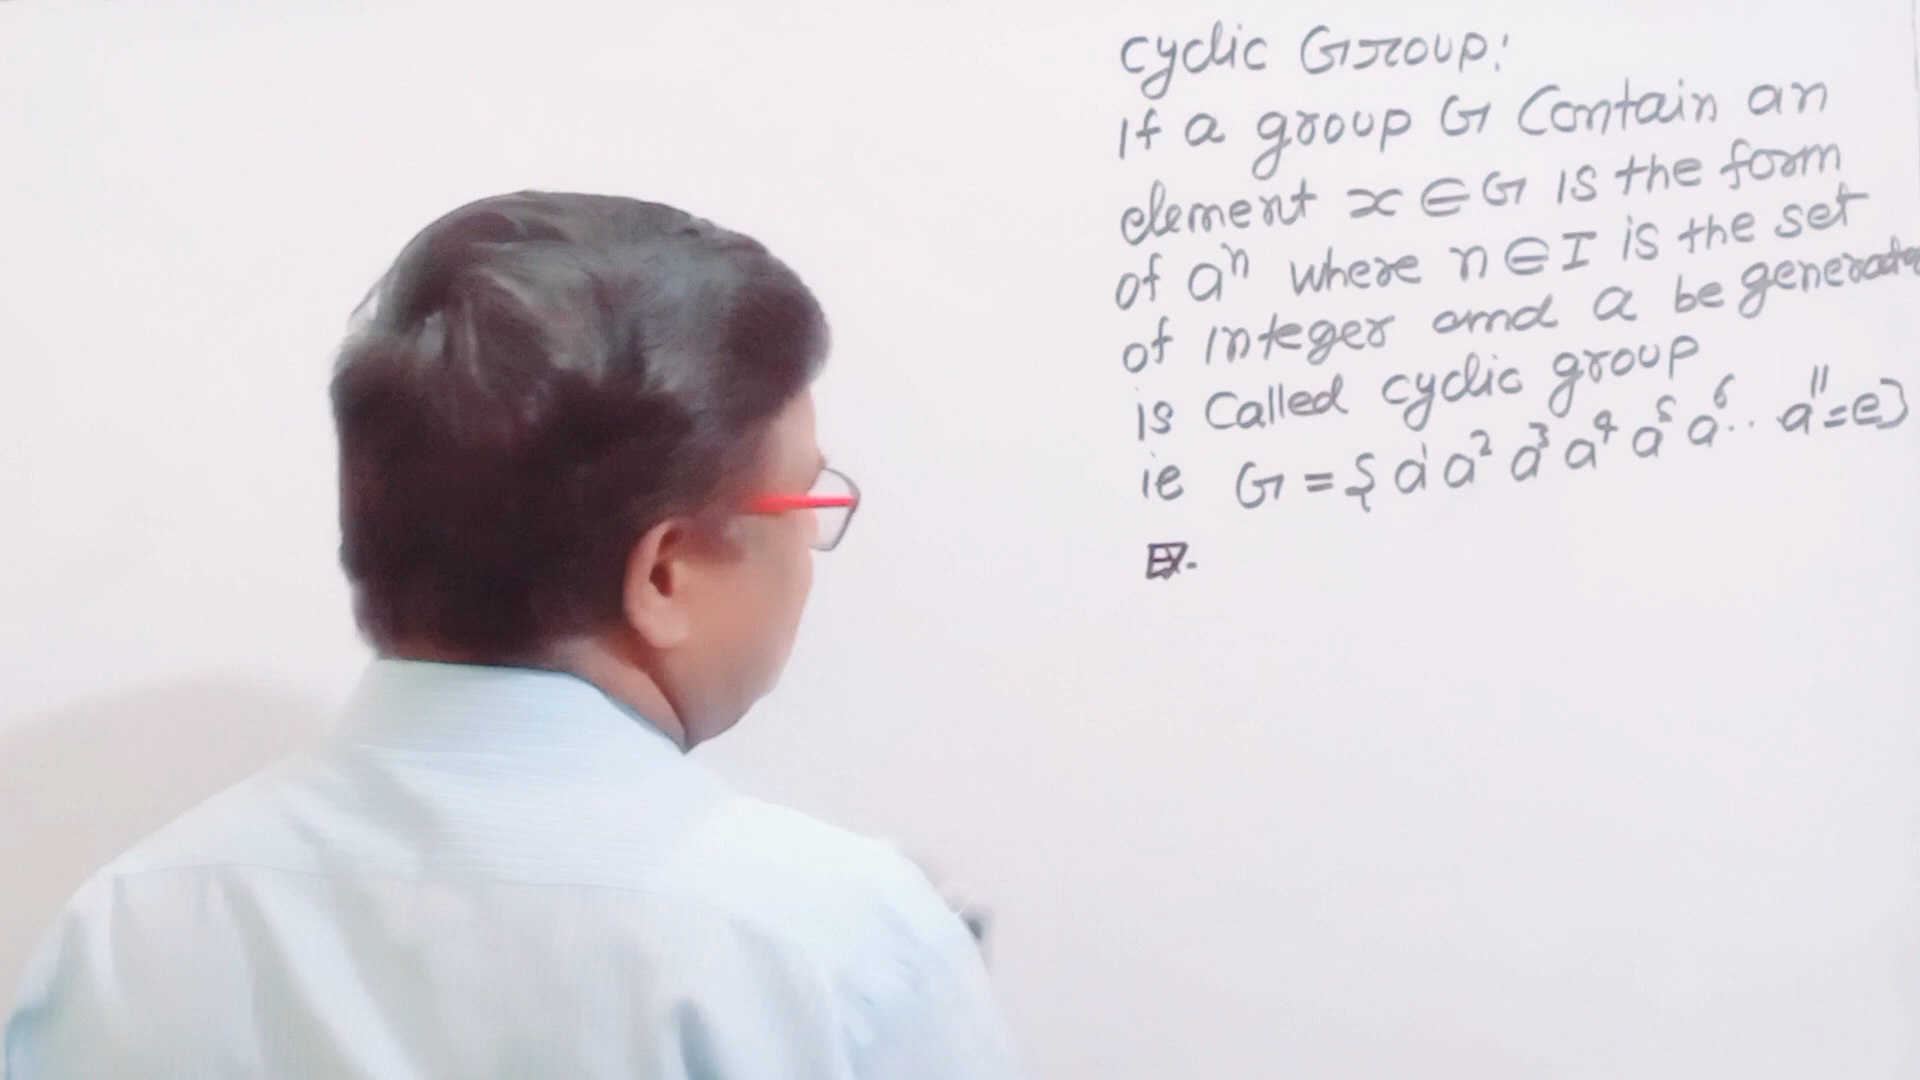 cyclic Group:
If a group G Contain an
element x ∈ G is the form
of aⁿ where n ∈ I is the set
of integer and a be generator
is Called cyclic group
ie G = { a¹ a² a³ a⁴ a⁵ a⁶ .. a¹¹ = e }
Ex.